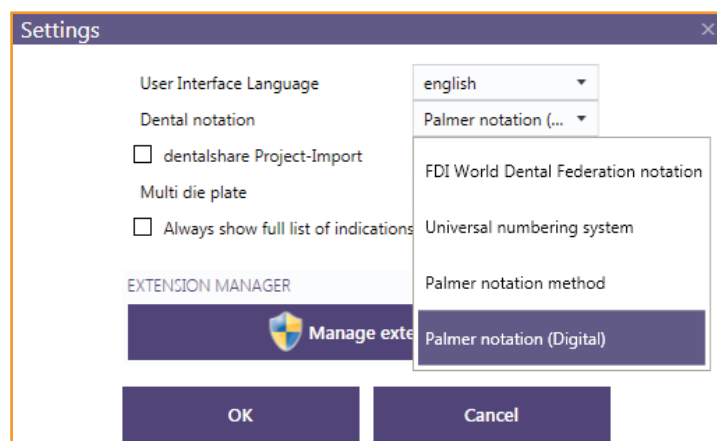 Settings
User Interface Language
english
Dental notation
Palmer notation (...
dentalshare Project-Import
Multi die plate
Always show full list of indications
FDI World Dental Federation notation
Universal numbering system
Palmer notation method
Palmer notation (Digital)
EXTENSION MANAGER
Manage exte
OK
Cancel